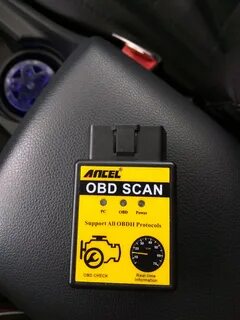 ANCEL
OBD SCAN
PC OBD Power
Support All OBDII Protocols
OBD CHECK
Real-time
information